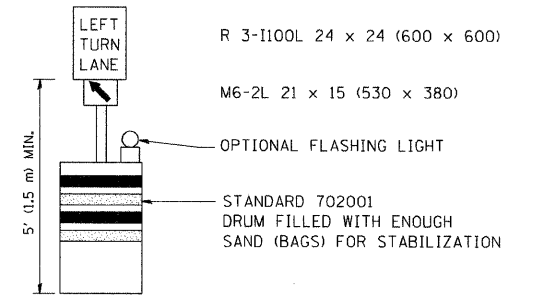 LEFT
TURN
LANE
R 3-I100L 24 x 24 (600 x 600)
M6-2L 21 x 15 (530 x 380)
OPTIONAL FLASHING LIGHT
5' (1.5 m) MIN.
STANDARD 702001
DRUM FILLED WITH ENOUGH
SAND (BAGS) FOR STABILIZATION